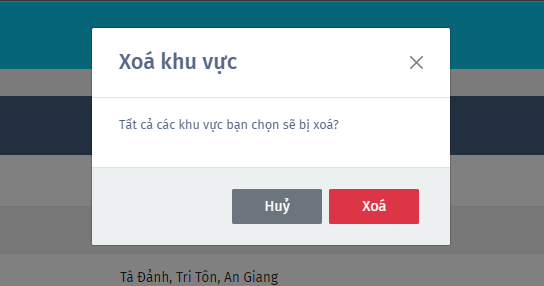 Xoá khu vực
Tất cả các khu vực bạn chọn sẽ bị xoá?
Huỷ
Xoá
Tà Đảnh, Tri Tôn, An Giang